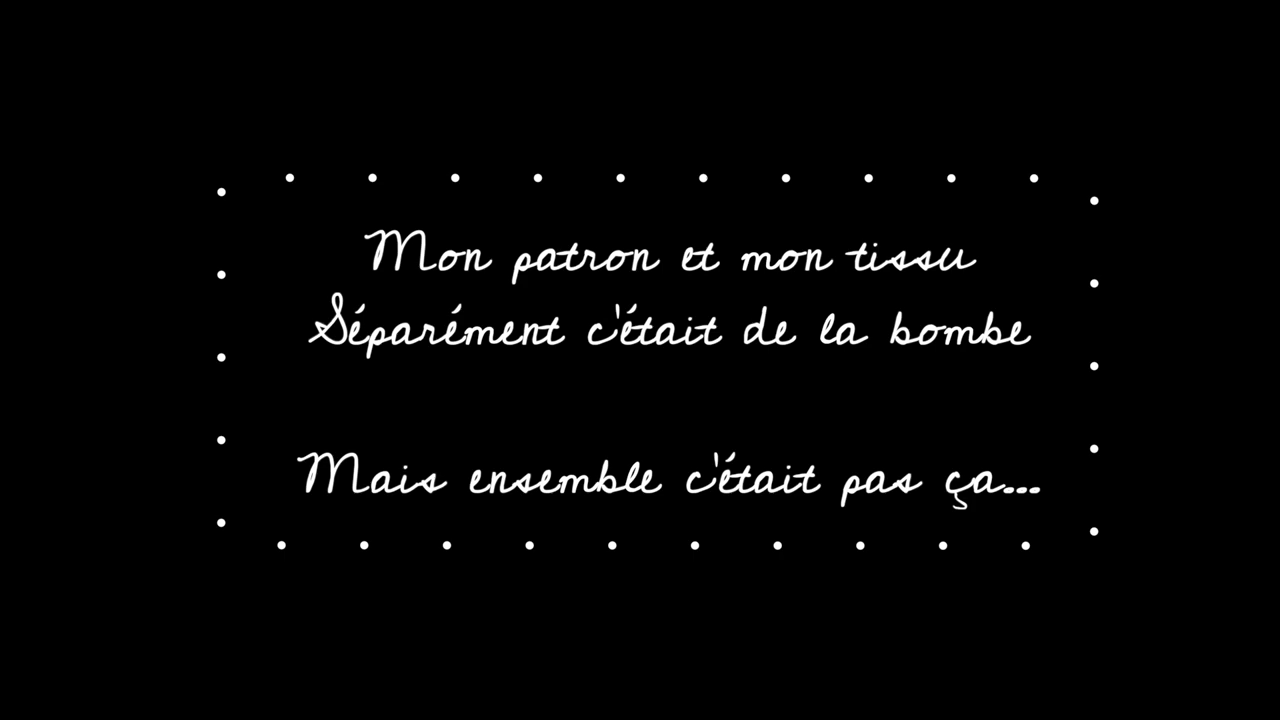 Mon patron et mon tissu
Séparément c'était de la bombe
Mais ensemble c'était pas ça...